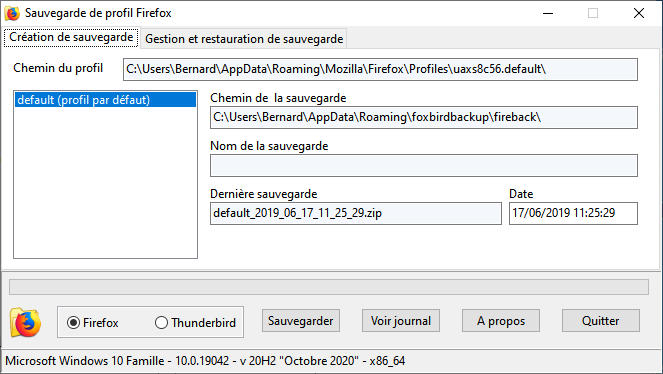 Sauvegarde de profil Firefox
Création de sauvegarde
Gestion et restauration de sauvegarde
Chemin du profil
C:\Users\Bernard\AppData\Roaming\Mozilla\Firefox\Profiles\uaxs8c56.default\
default (profil par défaut)
Chemin de la sauvegarde
C:\Users\Bernard\AppData\Roaming\foxbirdbackup\fireback\
Nom de la sauvegarde
Dernière sauvegarde
Date
default_2019_06_17_11_25_29.zip
17/06/2019 11:25:29
Firefox
Thunderbird
Sauvegarder
Voir journal
A propos
Quitter
Microsoft Windows 10 Famille - 10.0.19042 - v 20H2 "Octobre 2020" - x86_64